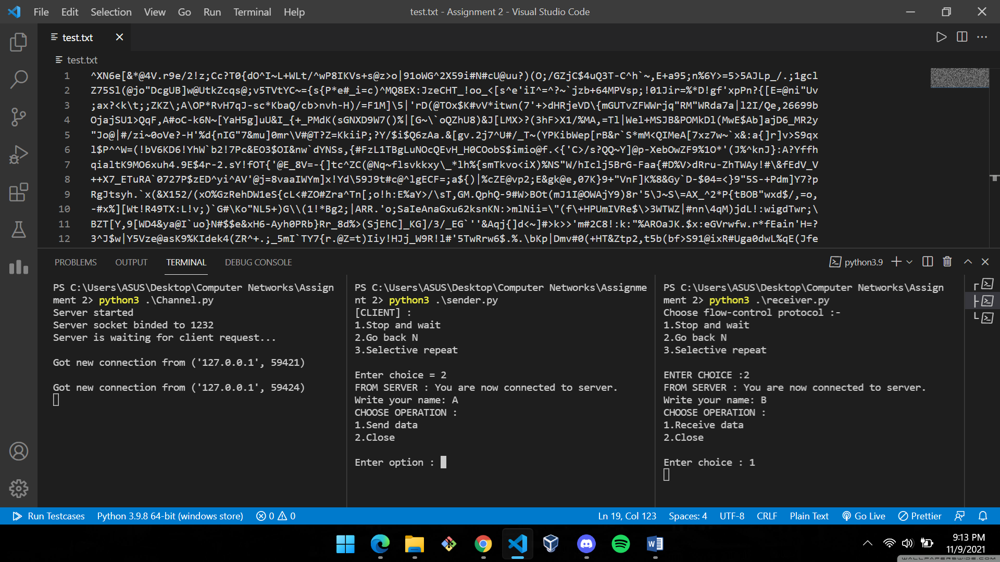 File Edit Selection View Go Run Terminal Help
test.txt - Assignment 2 - Visual Studio Code
test.txt
test.txt
1 ^XN6e[&*@4V.r9e/2!z;Cc?T0{dO^I~L+WLt/^wP8IKVs+s@z>o|91oWG^2X59i#N#cU@uu?)(O;/GZjC$4uQ3T-C^h`~,E+a95;n%6Y>=5>5AJLp_/.;1gcl
2 Z75Sl(@jo"DcgUB]w@UtkZcqs@;v5TVtYC~={s{P*e#_i=c)^MQ8EX:JzeCHT_!oo_<[s^e'iI^=^?~`jzb+64MPVsp;!01Jir=%*D!gf'xpPn?{[E=@ni"Uv
3 ;ax?<k\t;;ZKZ\;A\OP*RvH7qJ-sc*KbaQ/cb>nvh-H)/=F1M]\5|'rD(@TOx$K#vV*itwn(7'+>dHRjeVD\{mGUTvZFWWrjq"RM"WRda7a|l2I/Qe,26699b
4 OjajSU1>QqF,A#oC-k6N~[YaH5g]uU&I_{+_PMdK(sGNXD9W7()%|[G~\`oQZhU8)&J[LMX>?(3hF>X1/%MA,=Tl|Wel+MSJB&POMkDl(MwE$Ab]ajD6_MR2y
5 "Jo@|#/zi~0oVe?-H'%d{nIG"7&mu]0mr\V#@T?Z=KkiiP;?Y/$i$Q6zAa.&[gv.2j7^U#/_T~(YPKibWep[rB&r`S*mM<QIMeA[7xz7w~`x&:a{]r]v>S9qx
6 l$P^^W=(!bV6KD6!YhW`b2!7Pc&EO3$OI&nw`dYNSs,{#FzL1TBgLuNOcQEvH_H0COobS$imio@f.<{'C>/s?QQ~Y]@p-XebOwZF9%1O*'(J%^knJ}:A?Yffh
7 qialtK9MO6xuh4.9E$4r-2.sY!fOT{'@E_8V=-{]tc^ZC(@Nq~flsvkkxy\_*lh%{smTkvo<iX)%NS"W/hIclj5BrG-Faa{#D%V>dRru-ZhTWAy!#\&fEdV_V
8 ++X7_ETuRA`0727P$zED^yi^AV'@j=8vaaIWYm]x!Yd\59J9t#c@^lgECF=;a${)|%cZE@vp2;E&gk@e,07K}9+"VnF]K%8&Gy`D-$04=<}9"5S-+Pdm]Y7?p
9 RgJtsyh.`x(&X152/(xO%GzRehDW1eS{cL<#ZO#Zra^Tn[;o!h:E%aY>/\sT,GM.QphQ-9#W>BOt(mJ1I@OWAjY9)8r'5\J~S\=AX_^2*P{tBOB"wxd$/,=o,
10 -#x%][Wt!R49TX:L!v;)`G#\Ko"NL5+)G\\(1!*Bg2;|ARR.'o;SaIeAnaGxu62ksnKN:>mlNii=\"(f\+HPUmIVRe$\>3WTWZ|#nn\4qM)jdL!:wigdTwr;\
11 BZT[Y,9[WD4&ya@I`uo}N#$$e&xH6-Ayh0PRb}Rr_8d%>(SjEhC]_KG]/3/_EG`''&Aqj{]d<~]#>k>>'m#2C8!:k:"%AROaJK.$x:eGVrwfw.r*fEain'H=?
12 3^J$w|Y5Vze@asK9%KIdek4(ZR^+.;_5mI`TY7{r.@Z=t)Iiy!HJj_W9R!l#'5TwRrw6$.%.\bKp|Dmv#0(+HT&Ztp2,t5b(bf>S91@ixR#Uga0dwL%qE(Jfe
PROBLEMS OUTPUT TERMINAL DEBUG CONSOLE
python3.9
PS C:\Users\ASUS\Desktop\Computer Networks\Assign
ment 2> python3 .\Channel.py
Server started
Server socket binded to 1232
Server is waiting for client request...
Got new connection from ('127.0.0.1', 59421)
Got new connection from ('127.0.0.1', 59424)
PS C:\Users\ASUS\Desktop\Computer Networks\Assignme
nt 2> python3 .\sender.py
[CLIENT] :
1.Stop and wait
2.Go back N
3.Selective repeat
Enter choice = 2
FROM SERVER : You are now connected to server.
Write your name: A
CHOOSE OPERATION :
1.Send data
2.Close
Enter option :
PS C:\Users\ASUS\Desktop\Computer Networks\Assign
ment 2> python3 .\receiver.py
Choose flow-control protocol :-
1.Stop and wait
2.Go back N
3.Selective repeat
ENTER CHOICE :2
FROM SERVER : You are now connected to server.
Write your name: B
CHOOSE OPERATION :
1.Receive data
2.Close
Enter choice : 1
Run Testcases Python 3.9.8 64-bit (windows store) 0 0 Ln 19, Col 123 Spaces: 4 UTF-8 CRLF Plain Text Go Live Prettier
9:13 PM
11/9/2021
WALLPAPERSWIDE.COM